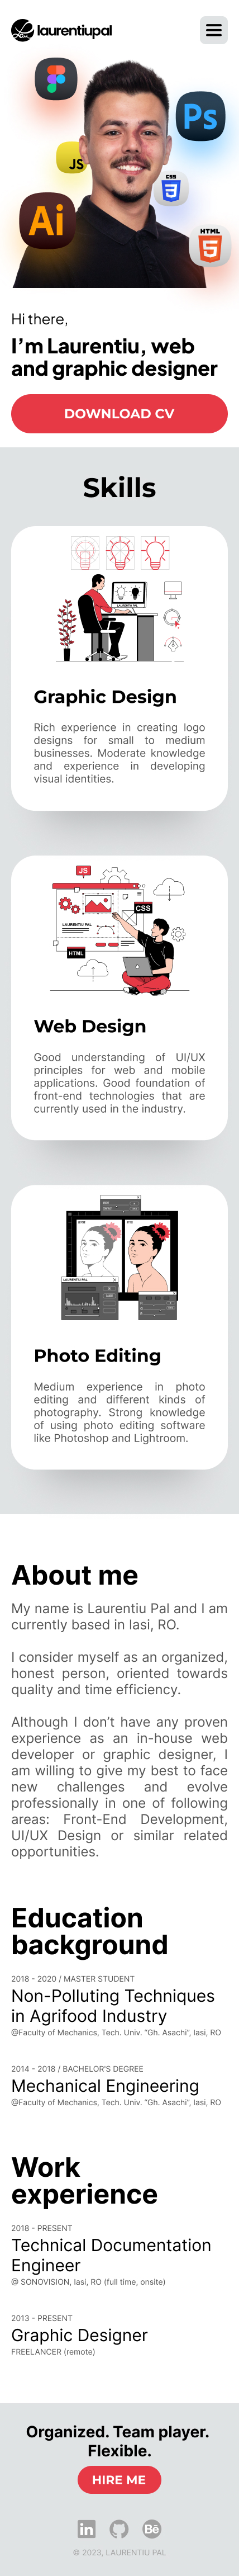 laurentiupal
Ps
JS
CSS
Ai
HTML
Hi there,
I'm Laurentiu, web
and graphic designer
DOWNLOAD CV
Skills
LAURENTIU PAL
Graphic Design
Rich experience in creating logo
designs for small to medium
businesses. Moderate knowledge
and experience in developing
visual identities.
JS
CSS
LAURENTIU PAL
HTML
Web Design
Good understanding of UI/UX
principles for web and mobile
applications. Good foundation of
front-end technologies that are
currently used in the industry.
LAURENTIU PAL
Photo Editing
Medium experience in photo
editing and different kinds of
photography. Strong knowledge
of using photo editing software
like Photoshop and Lightroom.
About me
My name is Laurentiu Pal and I am
currently based in Iasi, RO.
I consider myself as an organized,
honest person, oriented towards
quality and time efficiency.
Although I don't have any proven
experience as an in-house web
developer or graphic designer, I
am willing to give my best to face
new challenges and evolve
professionally in one of following
areas: Front-End Development,
UI/UX Design or similar related
opportunities.
Education
background
2018 - 2020 / MASTER STUDENT
Non-Polluting Techniques
in Agrifood Industry
@Faculty of Mechanics, Tech. Univ. "Gh. Asachi", Iasi, RO
2014 - 2018 / BACHELOR'S DEGREE
Mechanical Engineering
@Faculty of Mechanics, Tech. Univ. "Gh. Asachi", Iasi, RO
Work
experience
2018 - PRESENT
Technical Documentation
Engineer
@ SONOVISION, Iasi, RO (full time, onsite)
2013 - PRESENT
Graphic Designer
FREELANCER (remote)
Organized. Team player.
Flexible.
HIRE ME
in
Bē
© 2023, LAURENTIU PAL